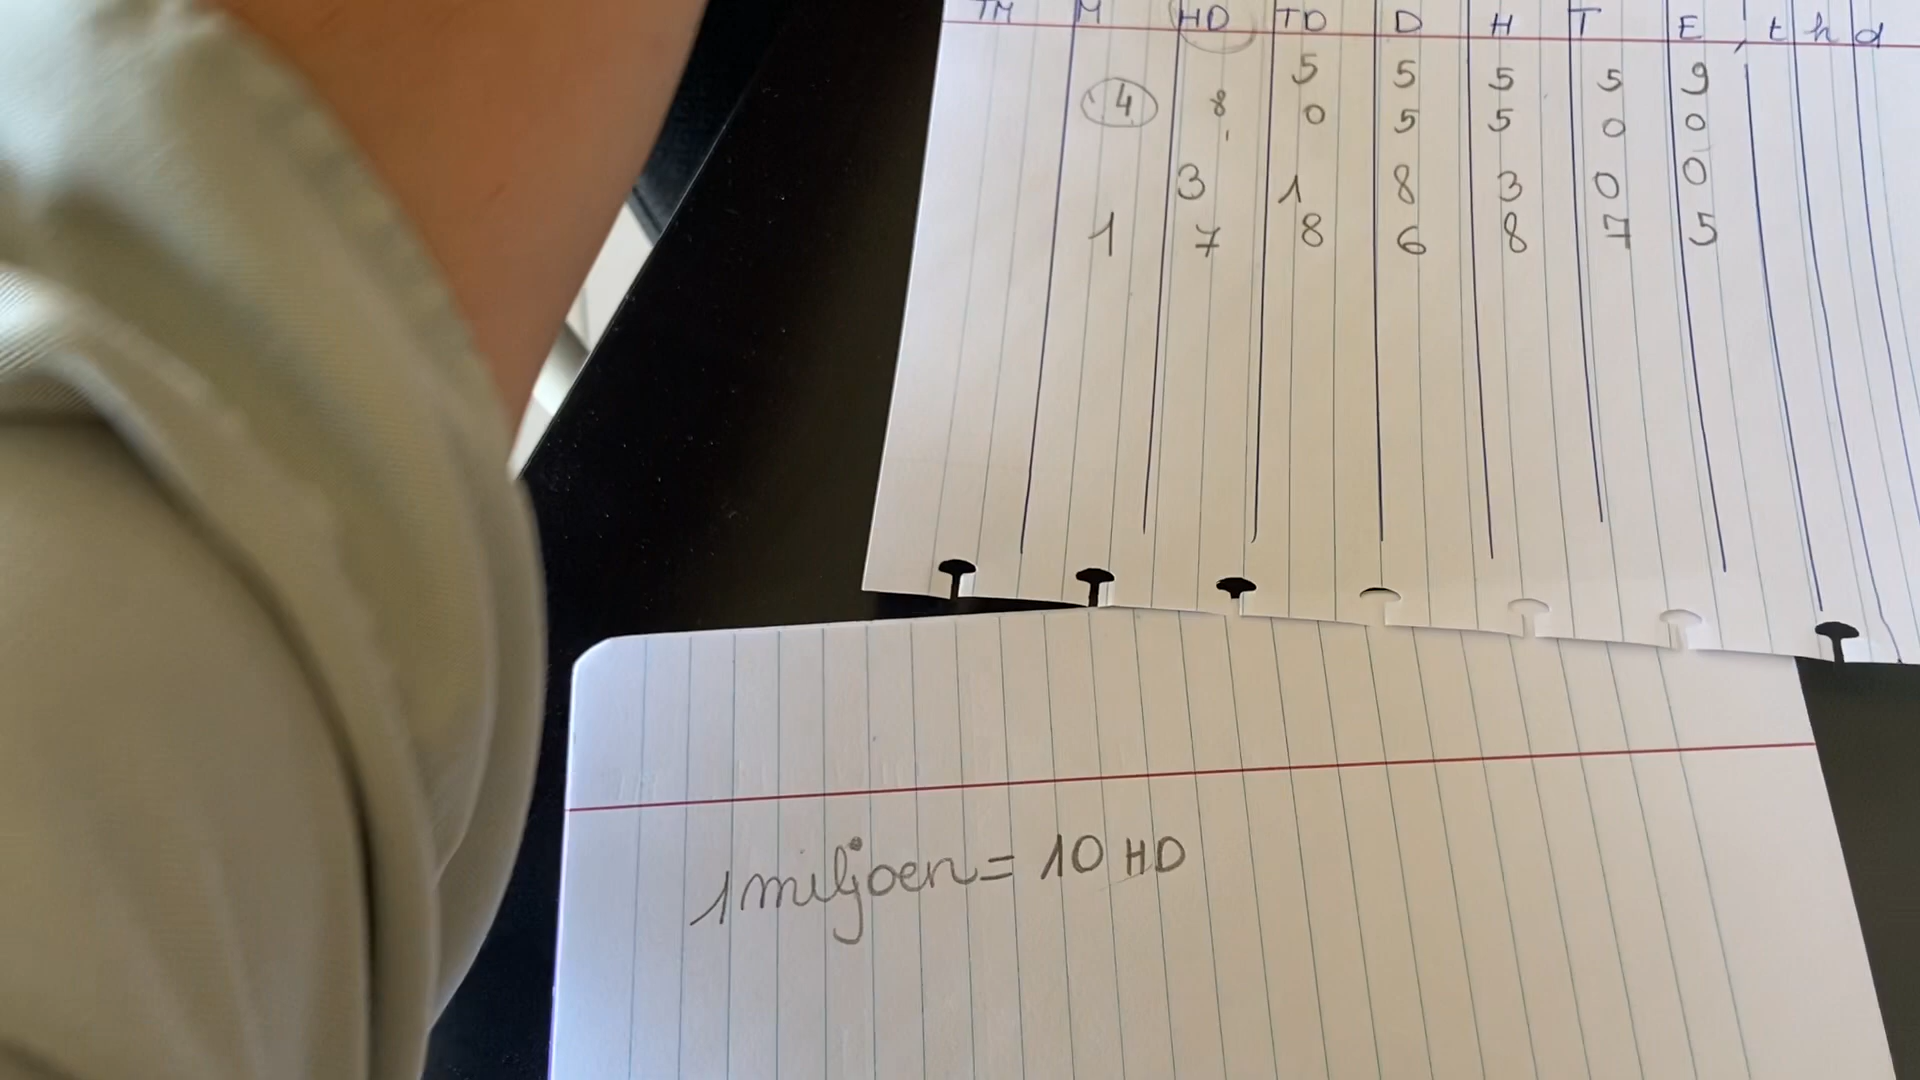 TM M HD TD D H T E , t h d
5 5 5 5 9
4 8 0 5 5 0 0
3 1 8 3 0 0
1 7 8 6 8 7 5
1 miljoen = 10 HD